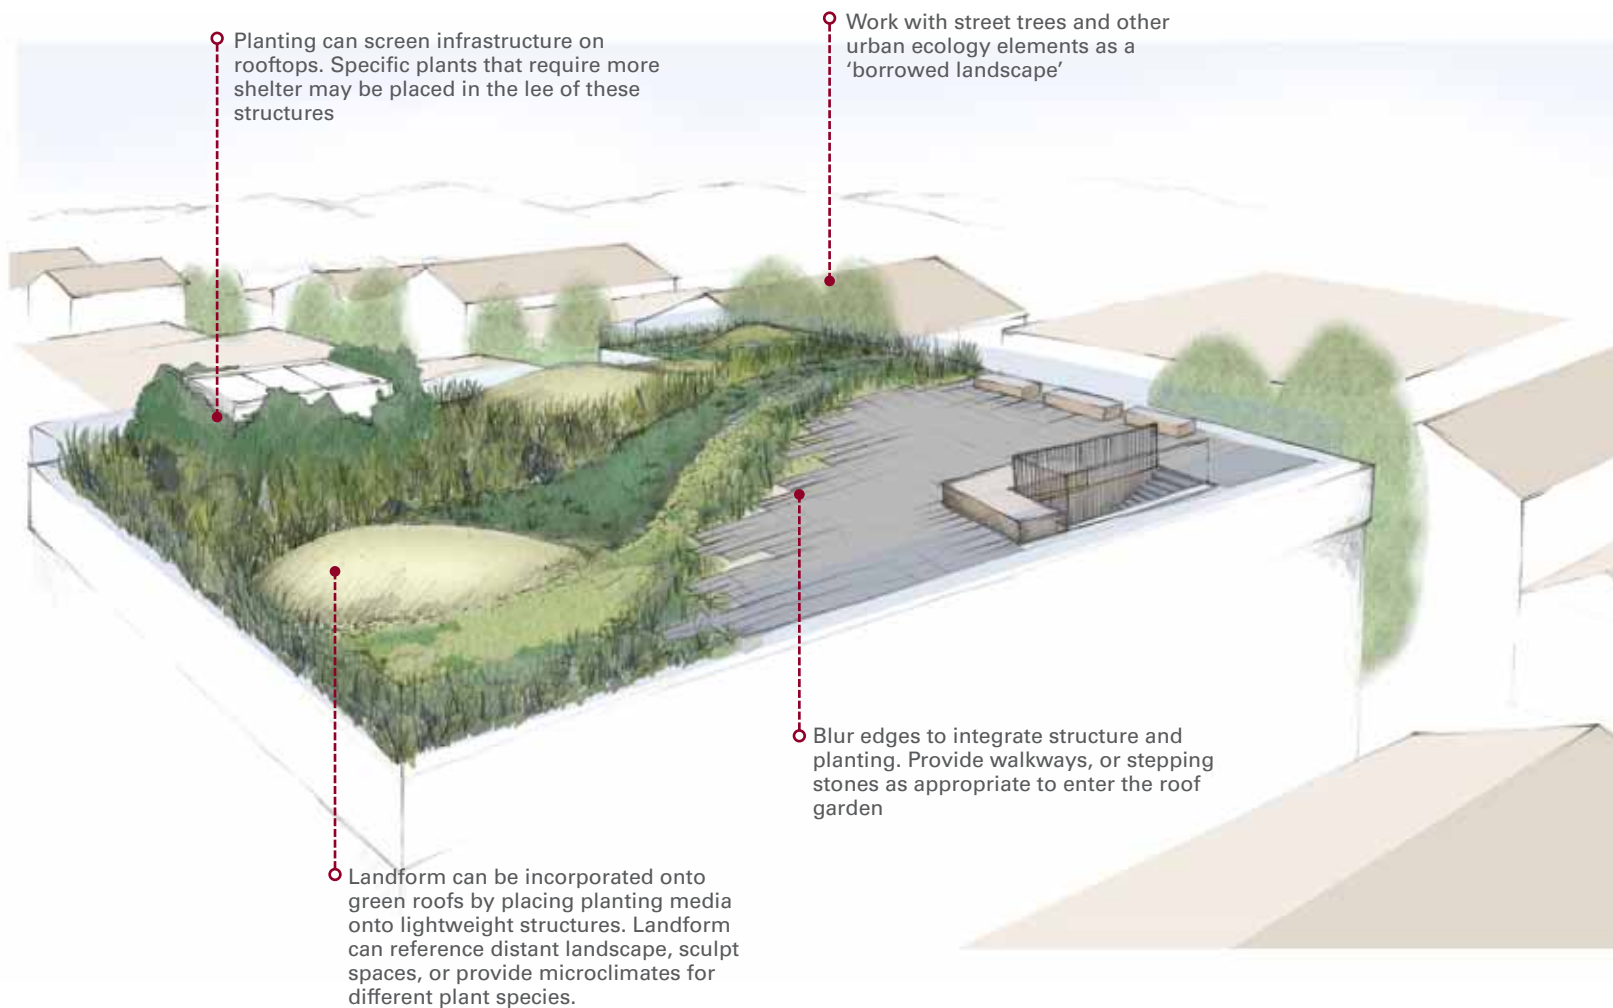 Planting can screen infrastructure on
rooftops. Specific plants that require more
shelter may be placed in the lee of these
structures
Work with street trees and other
urban ecology elements as a
‘borrowed landscape’
Blur edges to integrate structure and
planting. Provide walkways, or stepping
stones as appropriate to enter the roof
garden
Landform can be incorporated onto
green roofs by placing planting media
onto lightweight structures. Landform
can reference distant landscape, sculpt
spaces, or provide microclimates for
different plant species.